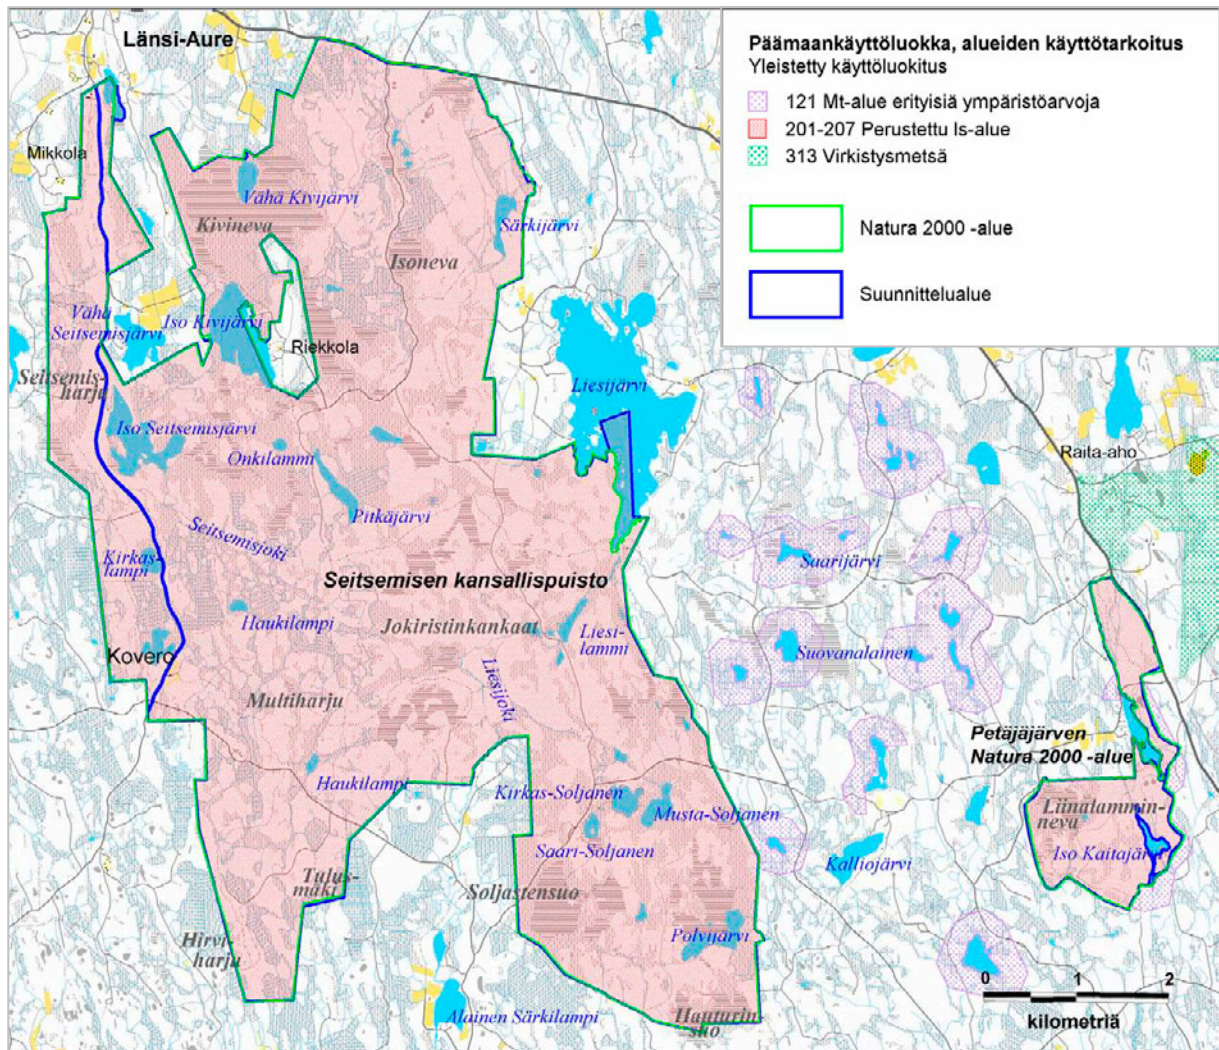 Länsi-Aure
Päämaankäyttöluokka, alueiden käyttötarkoitus
Yleistetty käyttöluokitus
121 Mt-alue erityisiä ympäristöarvoja
201-207 Perustettu ls-alue
313 Virkistysmetsä
Natura 2000 -alue
Suunnittelualue
Mikkola
Vähä Kivijärvi
Kivineva
Särkijärvi
Isoneva
Vähä
Seitsemisjärvi
Iso Kivijärvi
Riekkola
Seitsemis-
harju
Liesijärvi
Iso Seitsemisjärvi
Onkilammi
Raita-aho
Pitkäjärvi
Seitsemisjoki
Kirkas-
lampi
Saarijärvi
Seitsemisen kansallispuisto
Haukilampi
Jokiristinkankaat
Liesi-
lammi
Kovero
Suovanalainen
Liesijoki
Multiharju
Petäjäjärven
Natura 2000 -alue
Haukilampi
Kirkas-Soljanen
Musta-Soljanen
Liinalammin-
neva
Saari-Soljanen
Kalliojärvi
Iso Kaitajärvi
Tulus-
mäki
Soljastensuo
Hirvi-
harju
Polvijärvi
0 1 2
kilometriä
Alainen Särkilampi
Hauturin-
suo